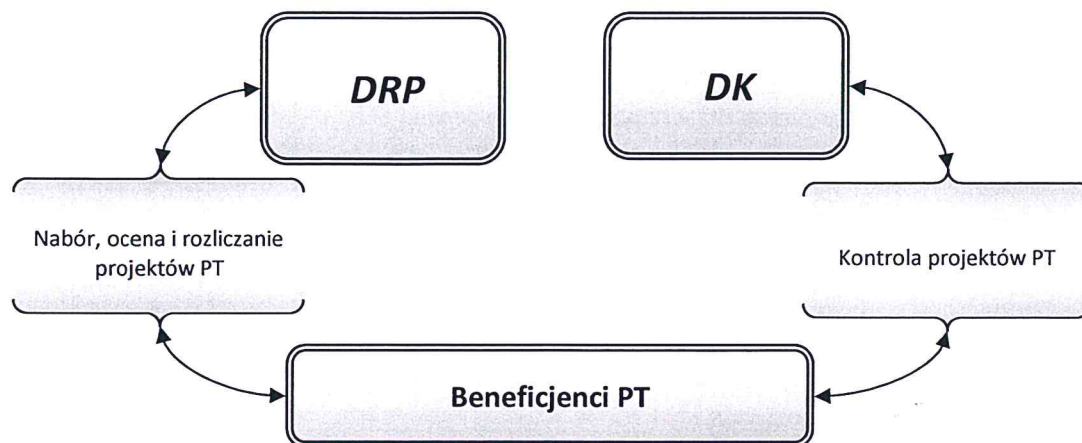 DRP
DK
Nabór, ocena i rozliczanie
projektów PT
Kontrola projektów PT
Beneficjenci PT